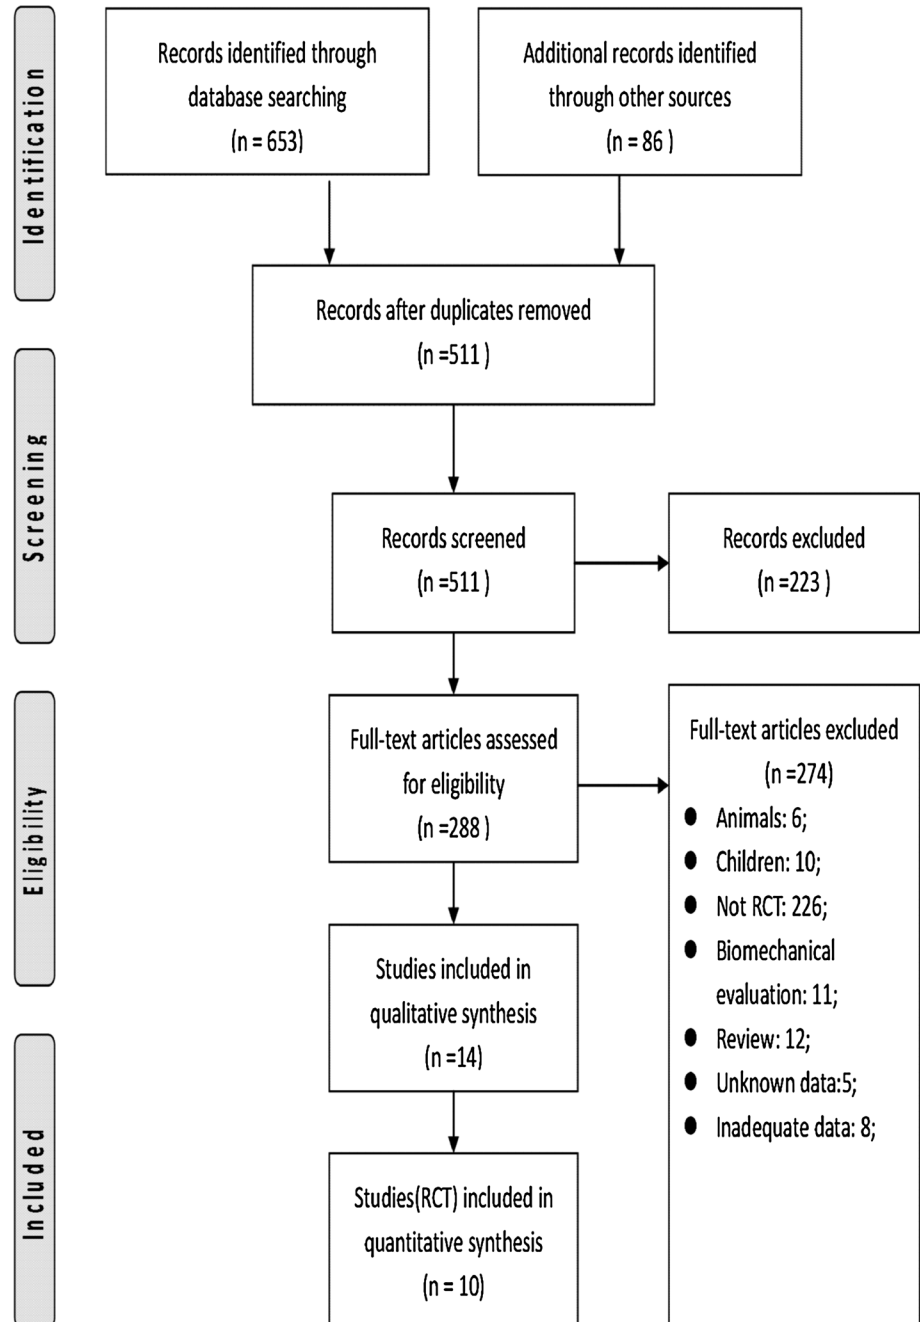 Identification
Records identified through
database searching
(n = 653)
Additional records identified
through other sources
(n = 86 )
Records after duplicates removed
(n =511 )
Screening
Records screened
(n =511 )
Records excluded
(n =223 )
Eligibility
Full-text articles assessed
for eligibility
(n =288 )
Full-text articles excluded
(n =274)
● Animals: 6;
● Children: 10;
● Not RCT: 226;
● Biomechanical
evaluation: 11;
● Review: 12;
● Unknown data:5;
● Inadequate data: 8;
Studies included in
qualitative synthesis
(n =14)
Included
Studies(RCT) included in
quantitative synthesis
(n = 10)